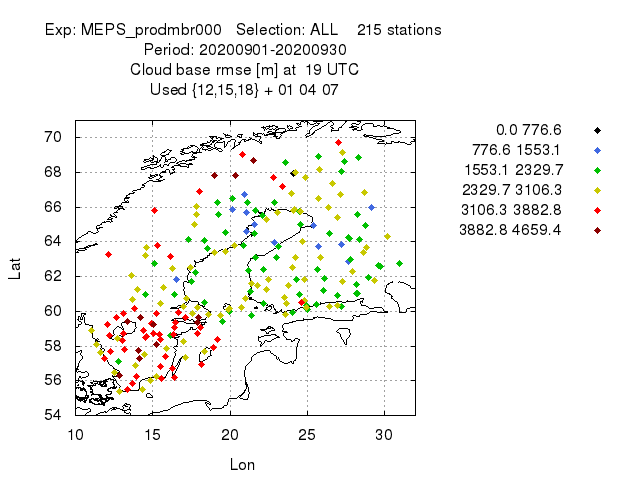 Exp: MEPS_prodmbr000   Selection: ALL    215 stations
Period: 20200901-20200930
Cloud base rmse [m] at  19 UTC
Used {12,15,18} + 01 04 07
70
68
66
64
62
60
58
56
54
10 15 20 25 30
Lat
Lon
0.0 776.6
776.6 1553.1
1553.1 2329.7
2329.7 3106.3
3106.3 3882.8
3882.8 4659.4